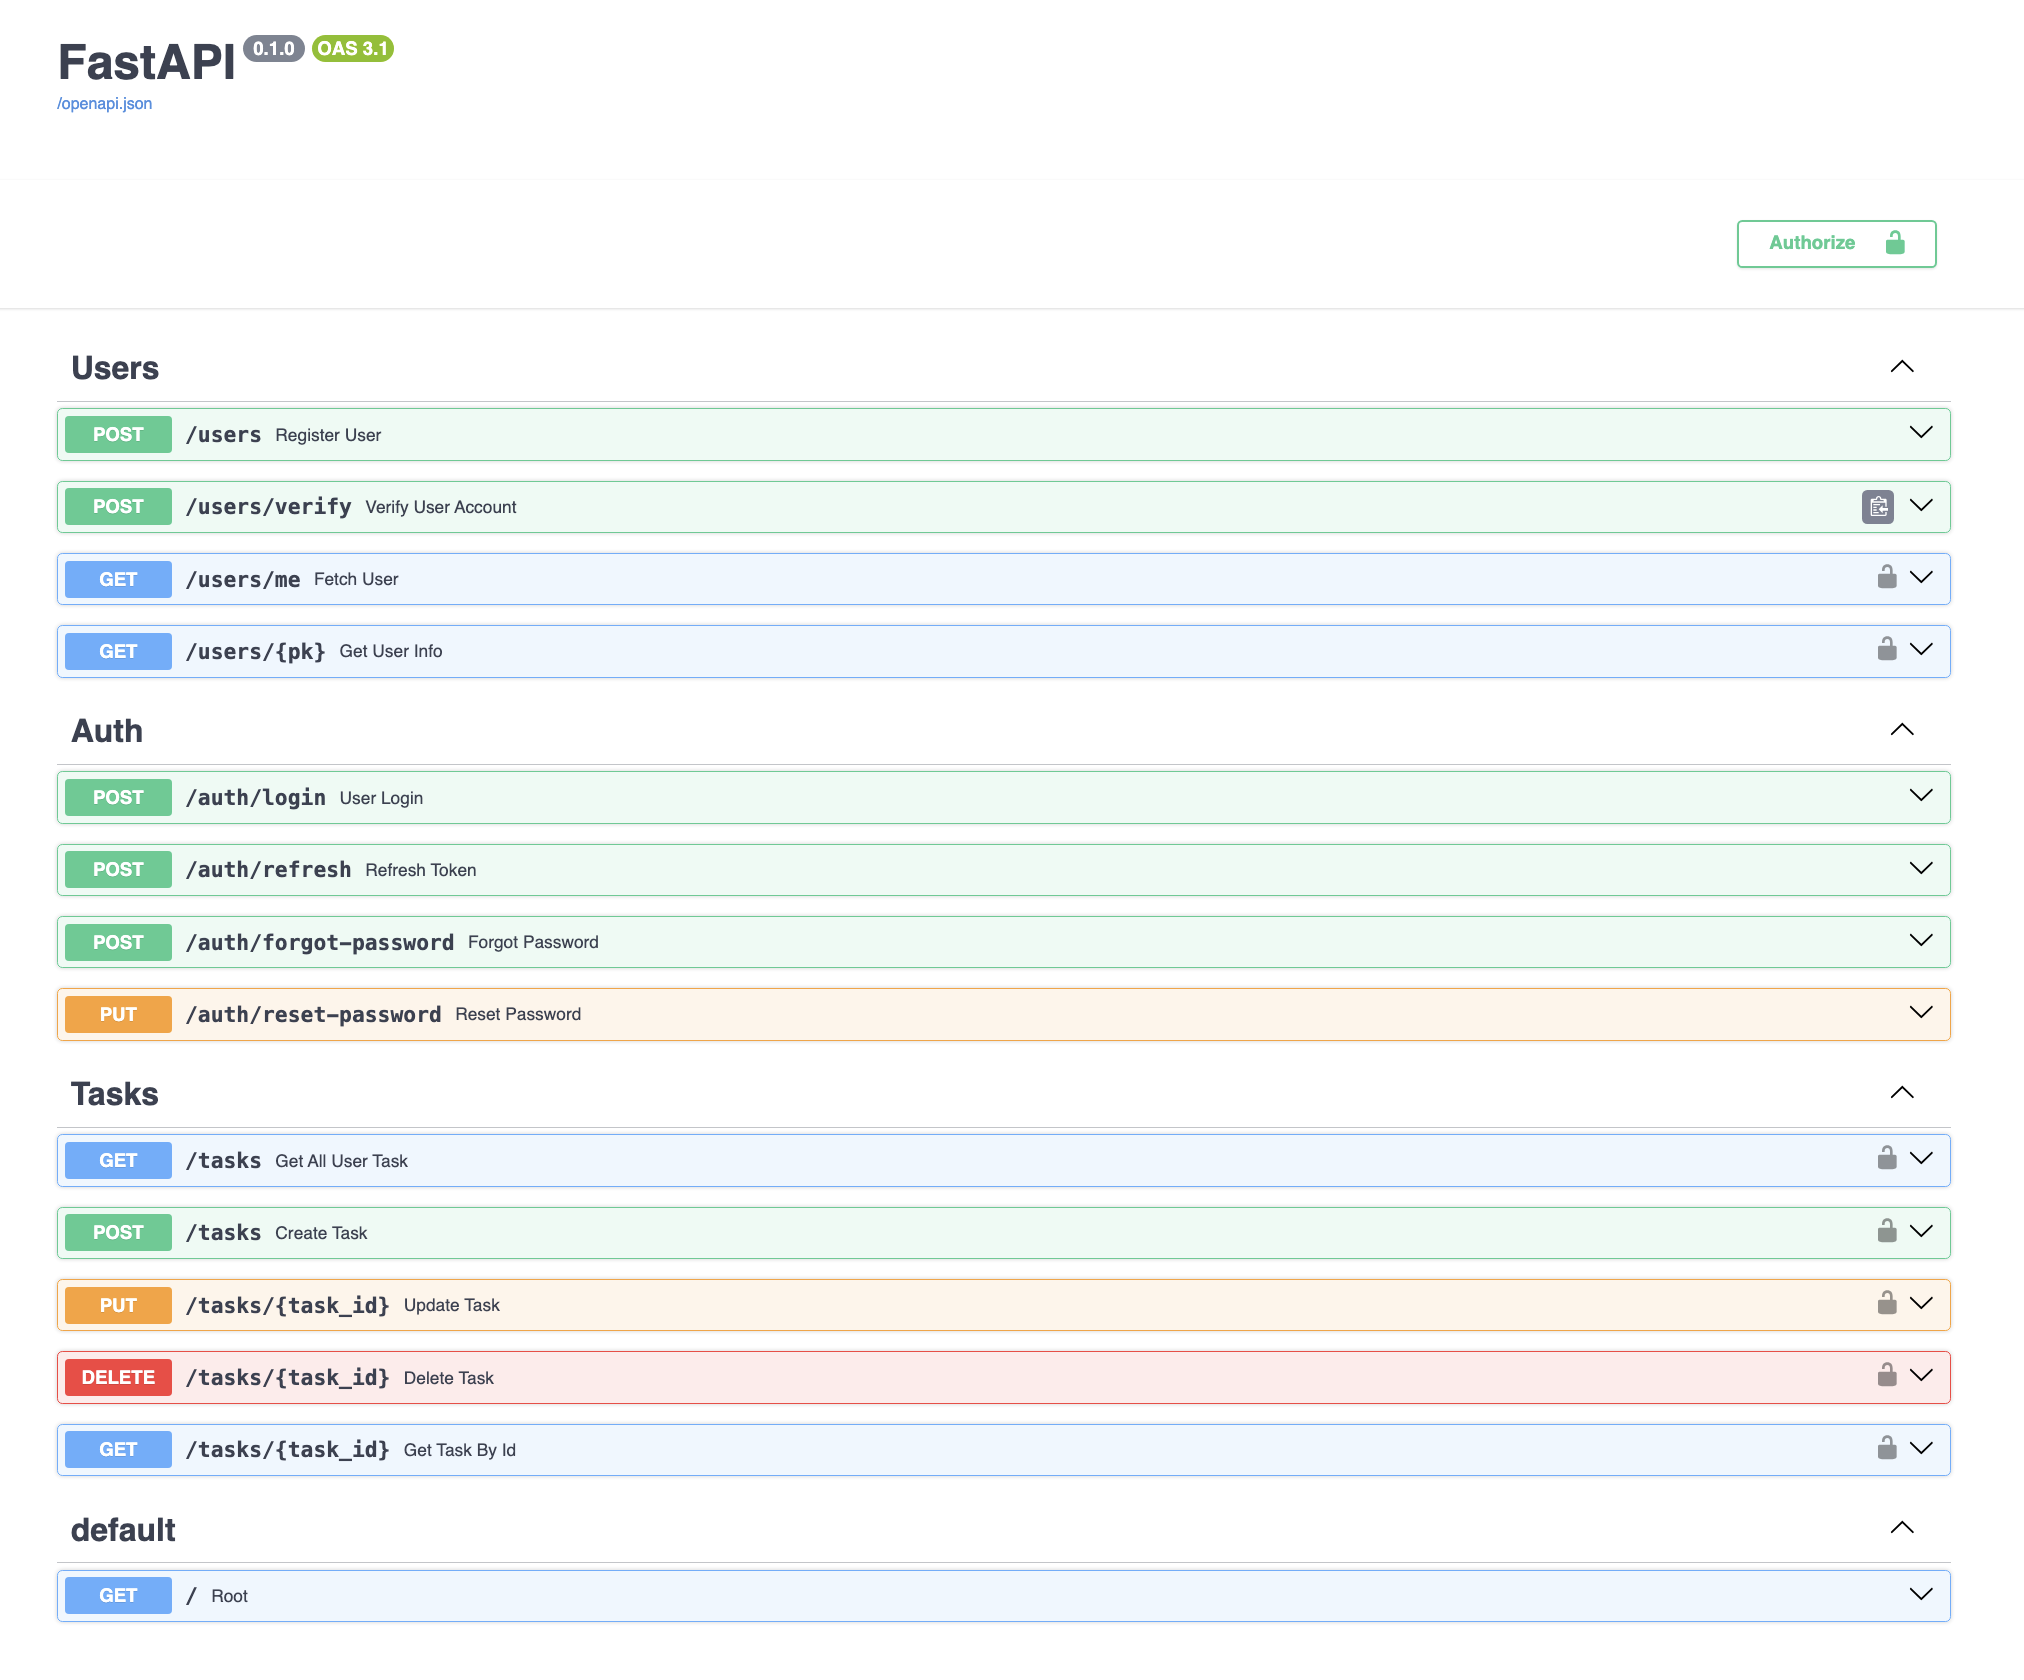 FastAPI 0.1.0 OAS 3.1
/openapi.json
Authorize
Users
POST /users Register User
POST /users/verify Verify User Account
GET /users/me Fetch User
GET /users/{pk} Get User Info
Auth
POST /auth/login User Login
POST /auth/refresh Refresh Token
POST /auth/forgot-password Forgot Password
PUT /auth/reset-password Reset Password
Tasks
GET /tasks Get All User Task
POST /tasks Create Task
PUT /tasks/{task_id} Update Task
DELETE /tasks/{task_id} Delete Task
GET /tasks/{task_id} Get Task By Id
default
GET / Root